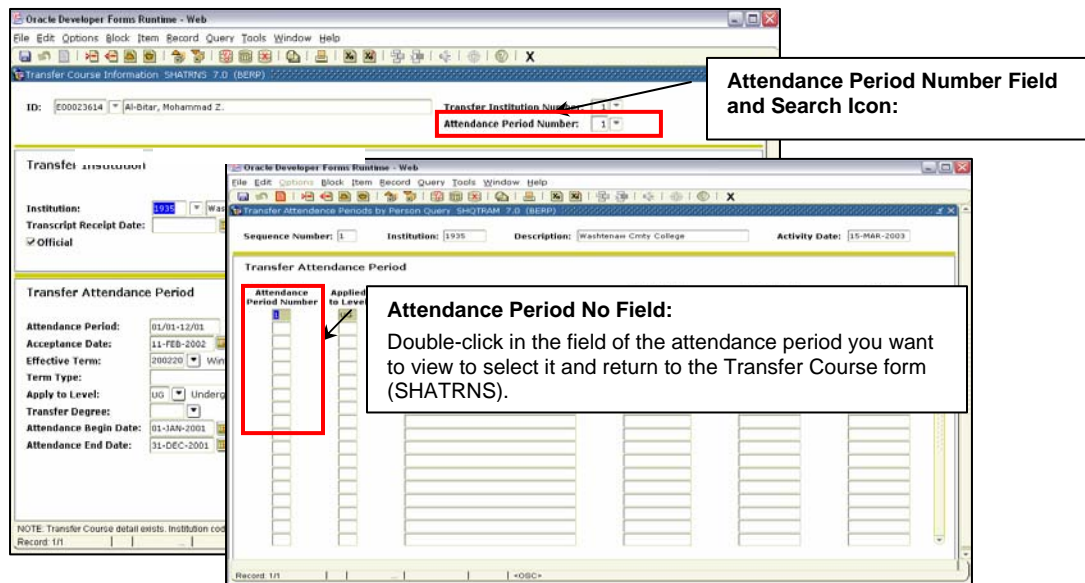 Oracle Developer Forms Runtime - Web
File Edit Options Block Item Record Query Tools Window Help
Transfer Course Information SHATRNS 7.0 (BERP)
ID: E00023614 Al-Bitar, Mohammad Z.
Transfer Institution Number: 1
Attendance Period Number: 1
Attendance Period Number Field
and Search Icon:
Transfer Institution
Institution: 1935 Was
Transcript Receipt Date:
Official
Transfer Attendance Period
Attendance Period: 01/01-12/01
Acceptance Date: 11-FEB-2002
Effective Term: 200220 Win
Term Type:
Apply to Level: UG Underg
Transfer Degree:
Attendance Begin Date: 01-JAN-2001
Attendance End Date: 31-DEC-2001
NOTE: Transfer Course detail exists. Institution cod
Record: 1/1
Oracle Developer Forms Runtime - Web
File Edit Options Block Item Record Query Tools Window Help
Transfer Attendance Periods by Person Query SHQTRAM 7.0 (BERP)
Sequence Number: 1 Institution: 1935 Description: Washtenaw Cmty College Activity Date: 15-MAR-2003
Transfer Attendance Period
Attendance Applied
Period Number to Level
1 UG
Attendance Period No Field:
Double-click in the field of the attendance period you want
to view to select it and return to the Transfer Course form
(SHATRNS).
Record: 1/1 ... <OSC>